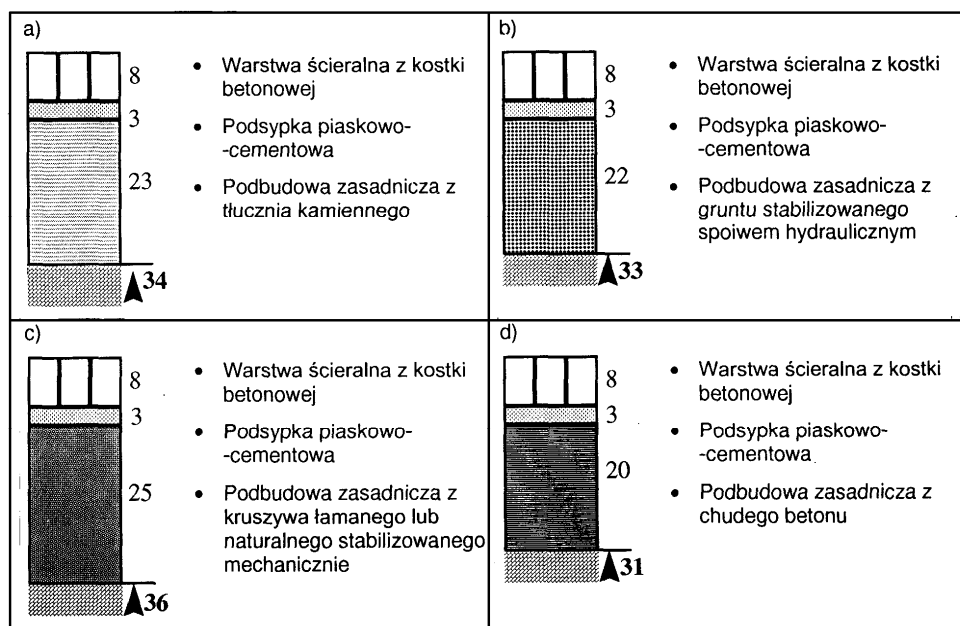 a)
8
3
23
34
• Warstwa ścieralna z kostki
betonowej
• Podsypka piaskowo-
-cementowa
• Podbudowa zasadnicza z
tłucznia kamiennego
b)
8
3
22
33
• Warstwa ścieralna z kostki
betonowej
• Podsypka piaskowo-
-cementowa
• Podbudowa zasadnicza z
gruntu stabilizowanego
spoiwem hydraulicznym
c)
8
3
25
36
• Warstwa ścieralna z kostki
betonowej
• Podsypka piaskowo-
-cementowa
• Podbudowa zasadnicza z
kruszywa łamanego lub
naturalnego stabilizowanego
mechanicznie
d)
8
3
20
31
• Warstwa ścieralna z kostki
betonowej
• Podsypka piaskowo-
-cementowa
• Podbudowa zasadnicza z
chudego betonu